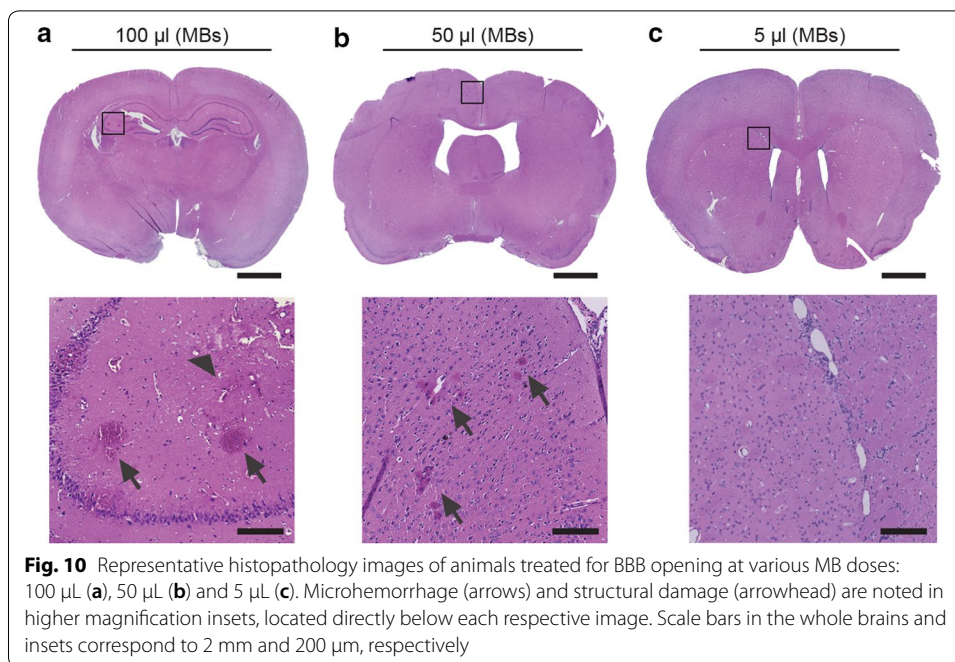 a 100 µl (MBs) b 50 µl (MBs) c 5 µl (MBs)
Fig. 10 Representative histopathology images of animals treated for BBB opening at various MB doses:
100 µL (a), 50 µL (b) and 5 µL (c). Microhemorrhage (arrows) and structural damage (arrowhead) are noted in
higher magnification insets, located directly below each respective image. Scale bars in the whole brains and
insets correspond to 2 mm and 200 µm, respectively